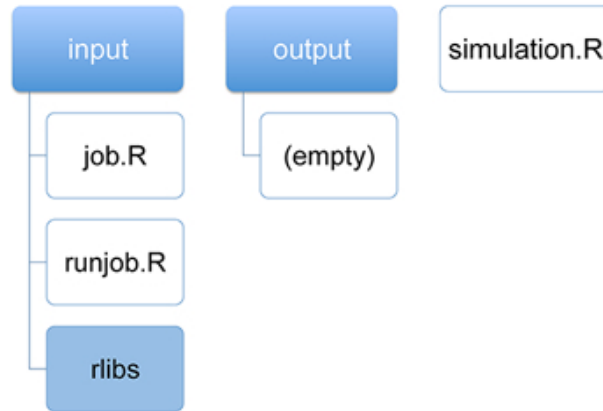 input
output
simulation.R
job.R
(empty)
runjob.R
rlibs